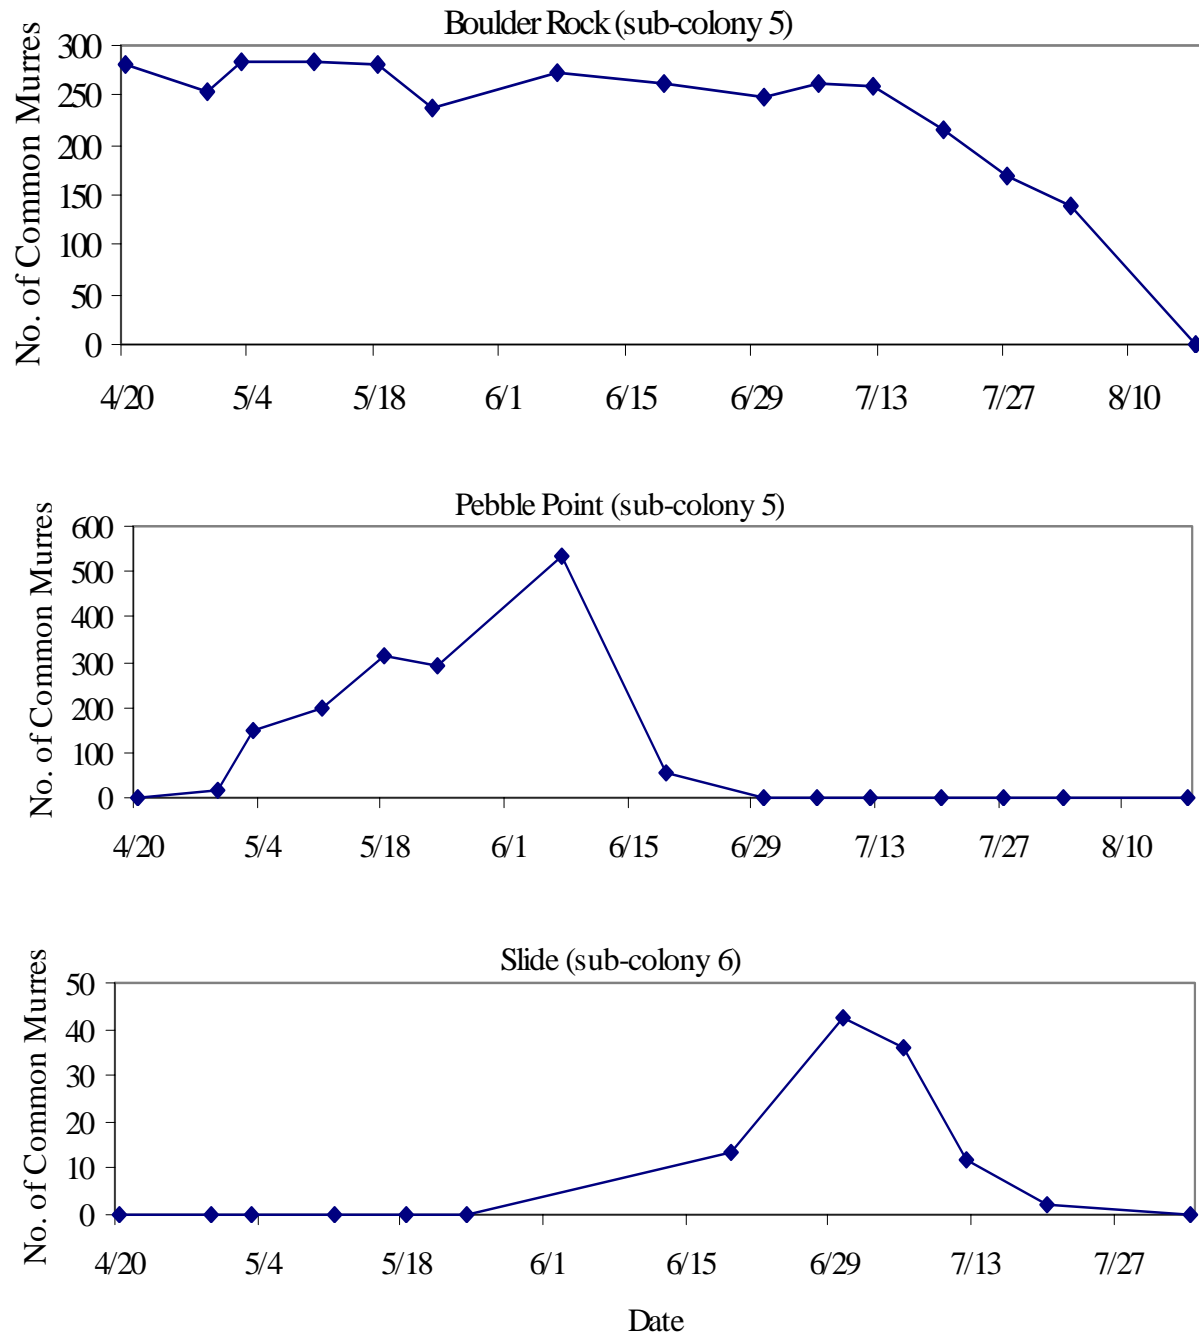 Boulder Rock (sub-colony 5)
No. of Common Murres
300
250
200
150
100
50
0
4/20 5/4 5/18 6/1 6/15 6/29 7/13 7/27 8/10
Pebble Point (sub-colony 5)
No. of Common Murres
600
500
400
300
200
100
0
4/20 5/4 5/18 6/1 6/15 6/29 7/13 7/27 8/10
Slide (sub-colony 6)
No. of Common Murres
50
40
30
20
10
0
4/20 5/4 5/18 6/1 6/15 6/29 7/13 7/27
Date